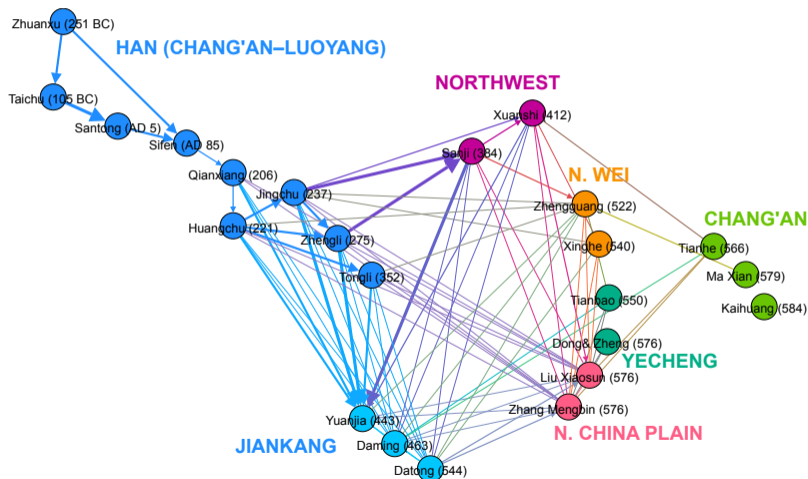 Zhuanxu (251 BC)
HAN (CHANG'AN–LUOYANG)
Taichu (105 BC)
Santong (AD 5)
Sifen (AD 85)
Qianxiang (206)
Jingchu (237)
Huangchu (221)
Zhengli (275)
Tongli (352)
NORTHWEST
Xuanshi (412)
Sanji (384)
N. WEI
Zhengguang (522)
Xinghe (540)
CHANG'AN
Tianhe (566)
Ma Xian (579)
Kaihuang (584)
Tianbao (550)
Dong& Zheng (576)
YECHENG
Liu Xiaosun (576)
Zhang Mengbin (576)
N. CHINA PLAIN
Yuanjia (443)
JIANKANG
Daming (463)
Datong (544)